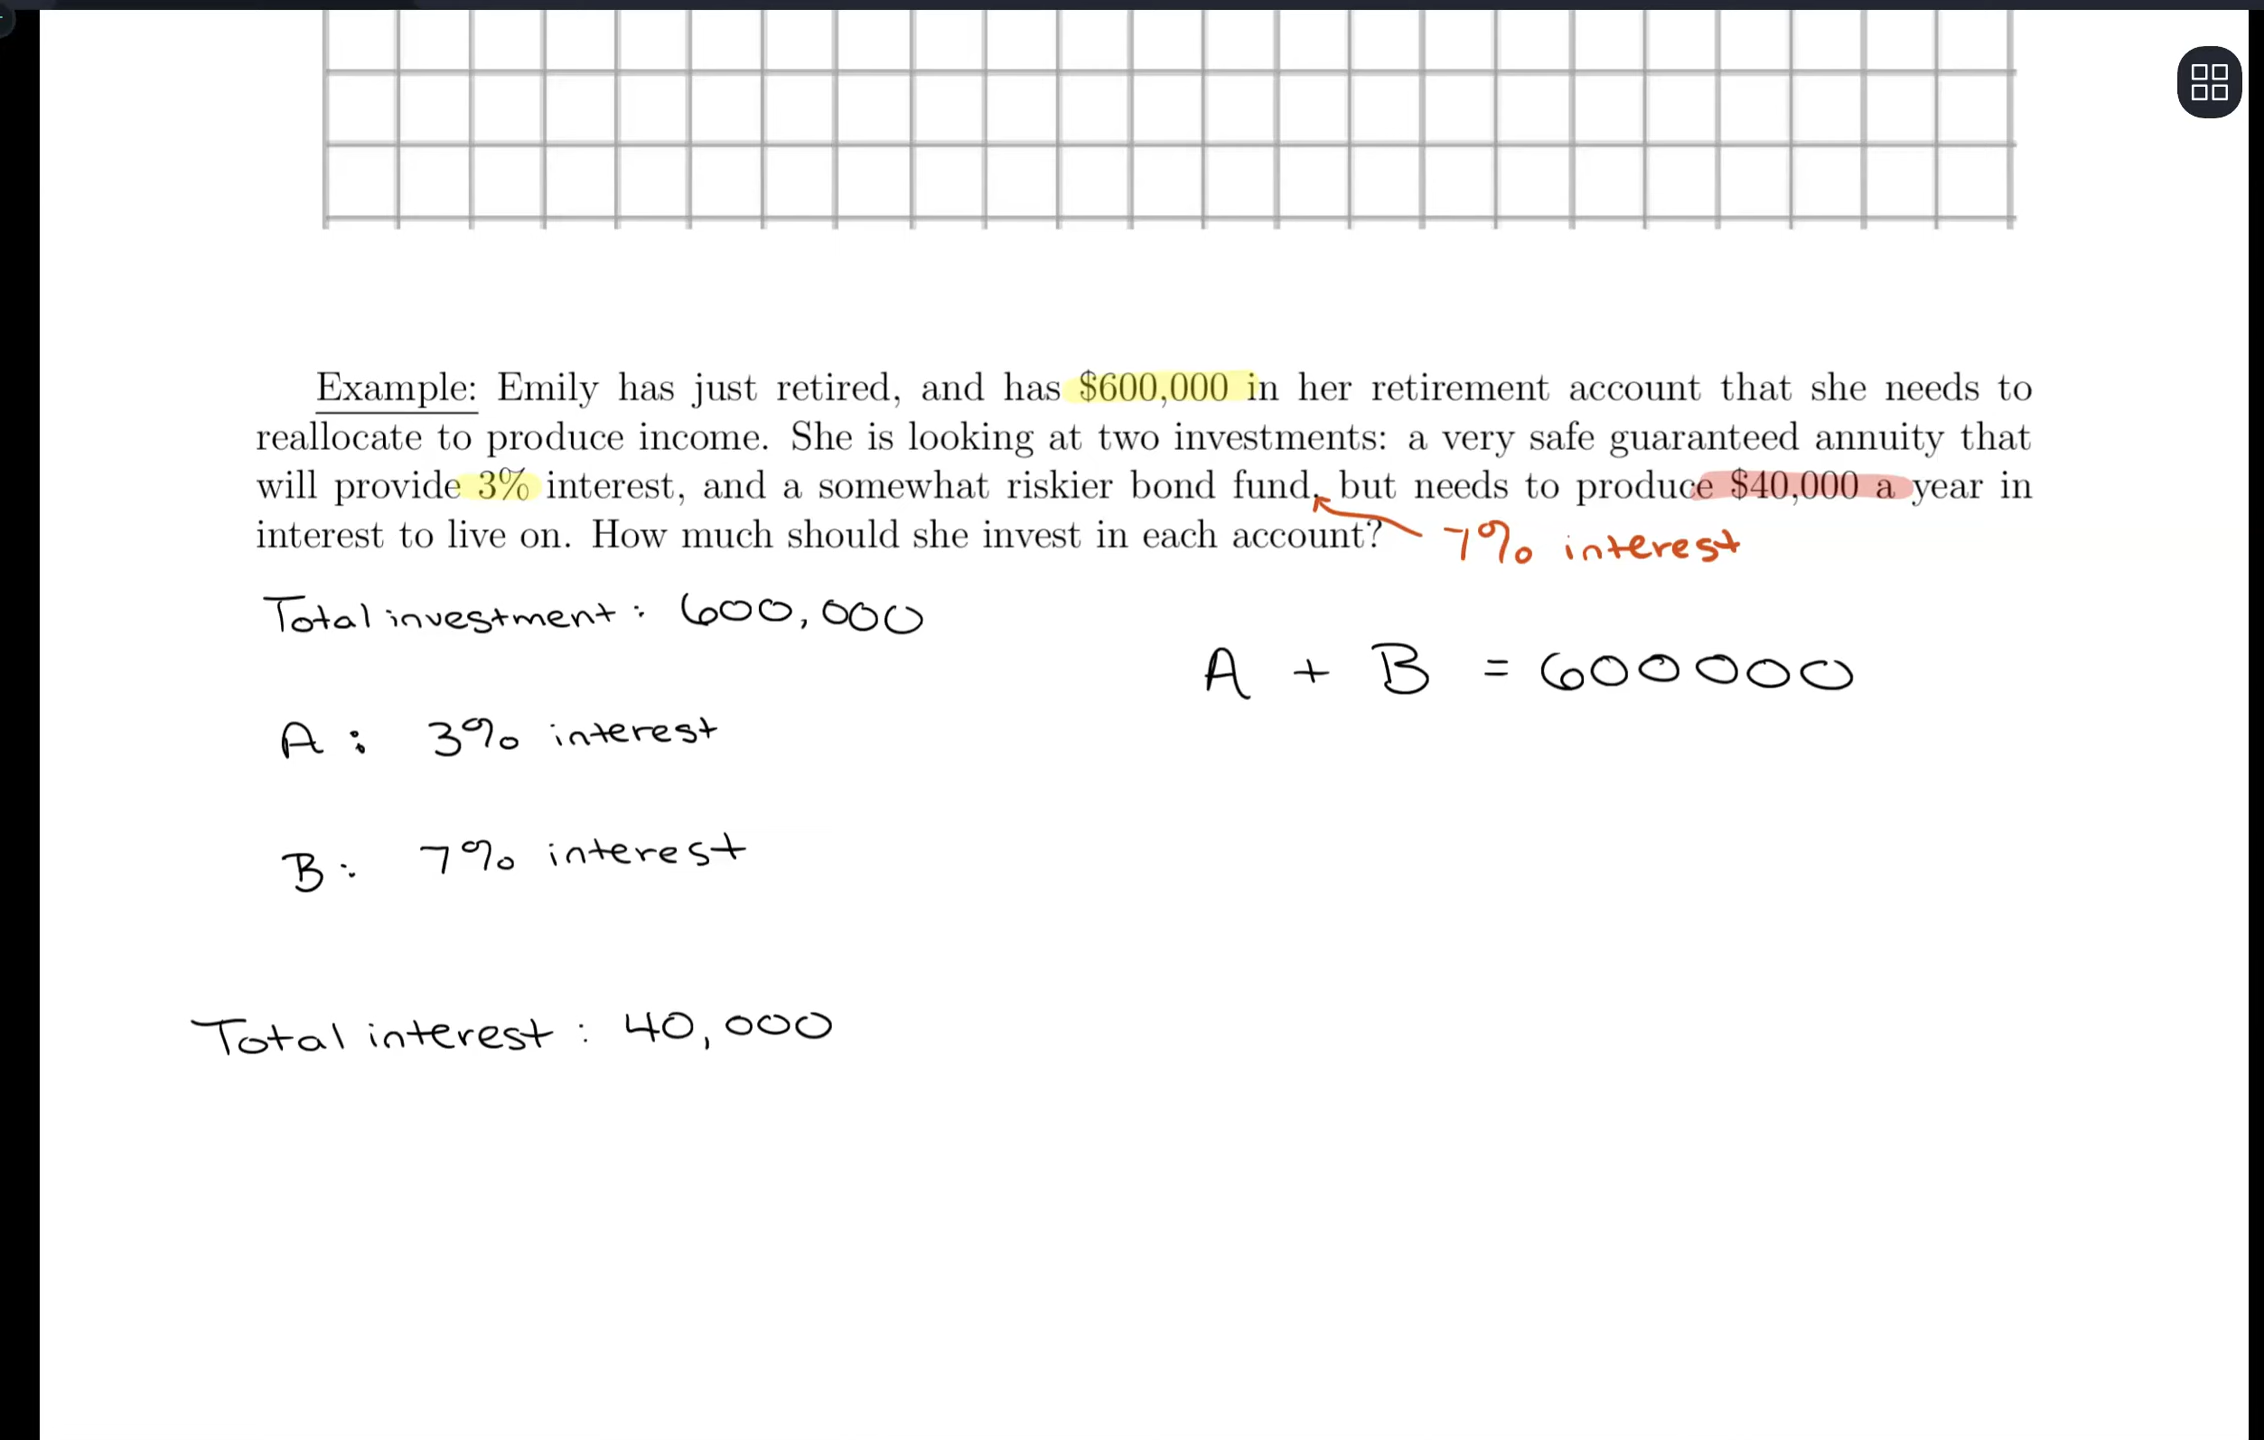 Example: Emily has just retired, and has $600,000 in her retirement account that she needs to
reallocate to produce income. She is looking at two investments: a very safe guaranteed annuity that
will provide 3% interest, and a somewhat riskier bond fund, but needs to produce $40,000 a year in
interest to live on. How much should she invest in each account?
7% interest
Total investment: 600,000
A + B = 600000
A: 3% interest
B: 7% interest
Total interest: 40,000